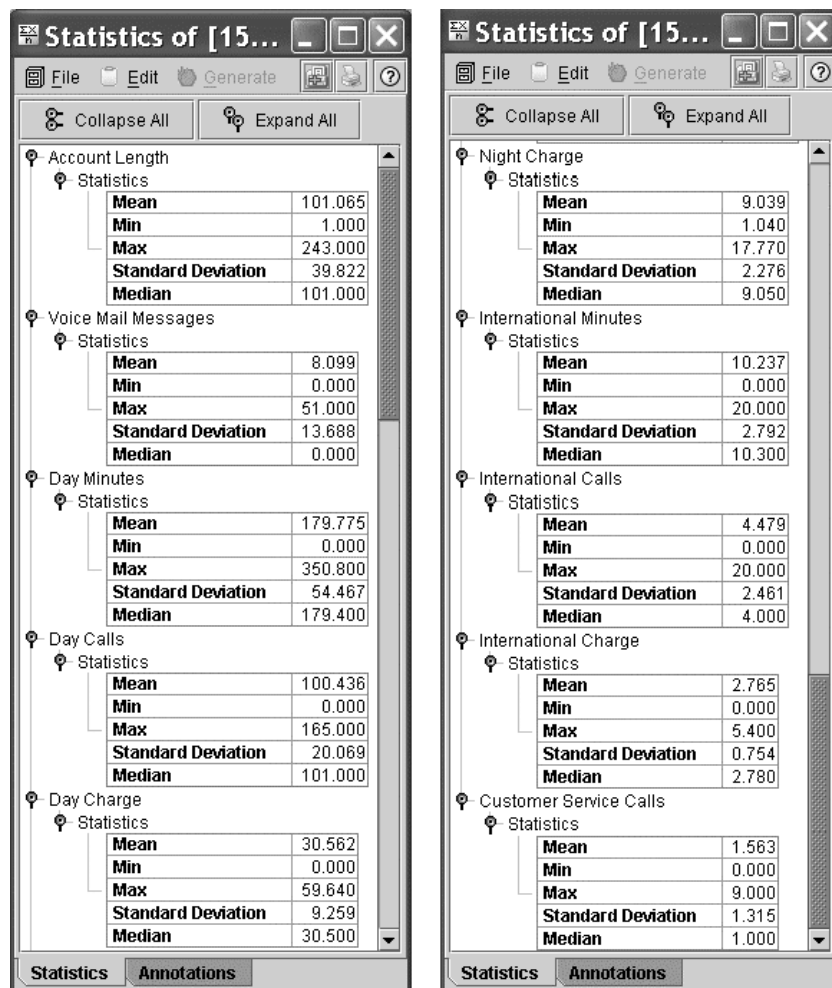 Statistics of [15...
File Edit Generate
Collapse All Expand All
Account Length
Statistics
Mean 101.065
Min 1.000
Max 243.000
Standard Deviation 39.822
Median 101.000
Voice Mail Messages
Statistics
Mean 8.099
Min 0.000
Max 51.000
Standard Deviation 13.688
Median 0.000
Day Minutes
Statistics
Mean 179.775
Min 0.000
Max 350.800
Standard Deviation 54.467
Median 179.400
Day Calls
Statistics
Mean 100.436
Min 0.000
Max 165.000
Standard Deviation 20.069
Median 101.000
Day Charge
Statistics
Mean 30.562
Min 0.000
Max 59.640
Standard Deviation 9.259
Median 30.500
Statistics Annotations
Statistics of [15...
File Edit Generate
Collapse All Expand All
Night Charge
Statistics
Mean 9.039
Min 1.040
Max 17.770
Standard Deviation 2.276
Median 9.050
International Minutes
Statistics
Mean 10.237
Min 0.000
Max 20.000
Standard Deviation 2.792
Median 10.300
International Calls
Statistics
Mean 4.479
Min 0.000
Max 20.000
Standard Deviation 2.461
Median 4.000
International Charge
Statistics
Mean 2.765
Min 0.000
Max 5.400
Standard Deviation 0.754
Median 2.780
Customer Service Calls
Statistics
Mean 1.563
Min 0.000
Max 9.000
Standard Deviation 1.315
Median 1.000
Statistics Annotations